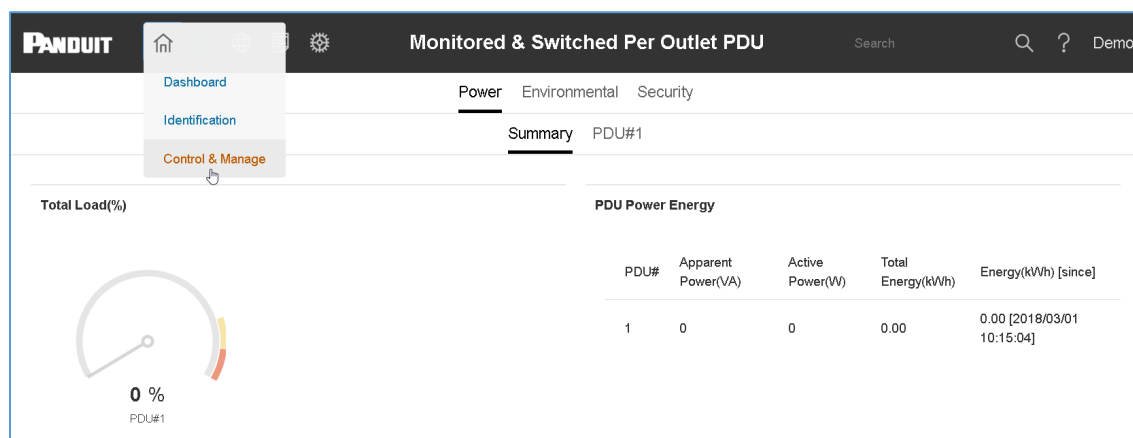 PANDUIT
Monitored & Switched Per Outlet PDU
Search
?
Demo
Dashboard
Identification
Control & Manage
Power Environmental Security
Summary PDU#1
Total Load(%)
0 %
PDU#1
PDU Power Energy
PDU# Apparent Power(VA) Active Power(W) Total Energy(kWh) Energy(kWh) [since]
1 0 0 0.00 0.00 [2018/03/01
10:15:04]